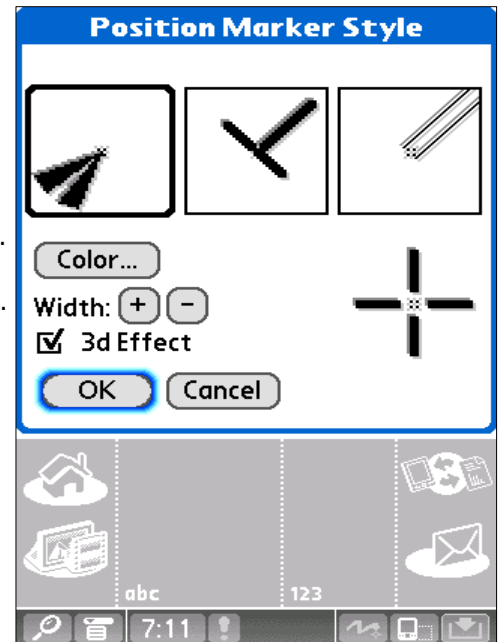 Position Marker Style
Color...
Width: + -
3d Effect
OK Cancel
abc 123
7:11